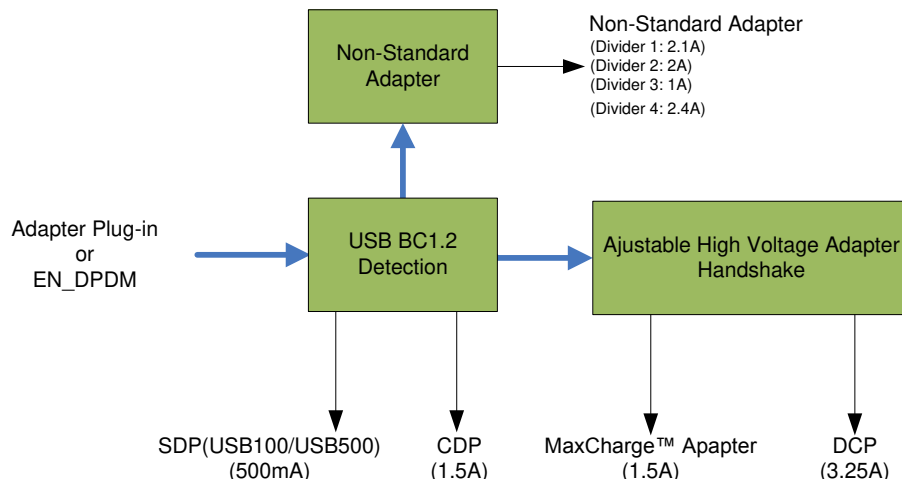 Non-Standard
Adapter
Non-Standard Adapter
(Divider 1: 2.1A)
(Divider 2: 2A)
(Divider 3: 1A)
(Divider 4: 2.4A)
Adapter Plug-in
or
EN_DPDM
USB BC1.2
Detection
Ajustable High Voltage Adapter
Handshake
SDP(USB100/USB500)
(500mA)
CDP
(1.5A)
MaxCharge™ Apapter
(1.5A)
DCP
(3.25A)